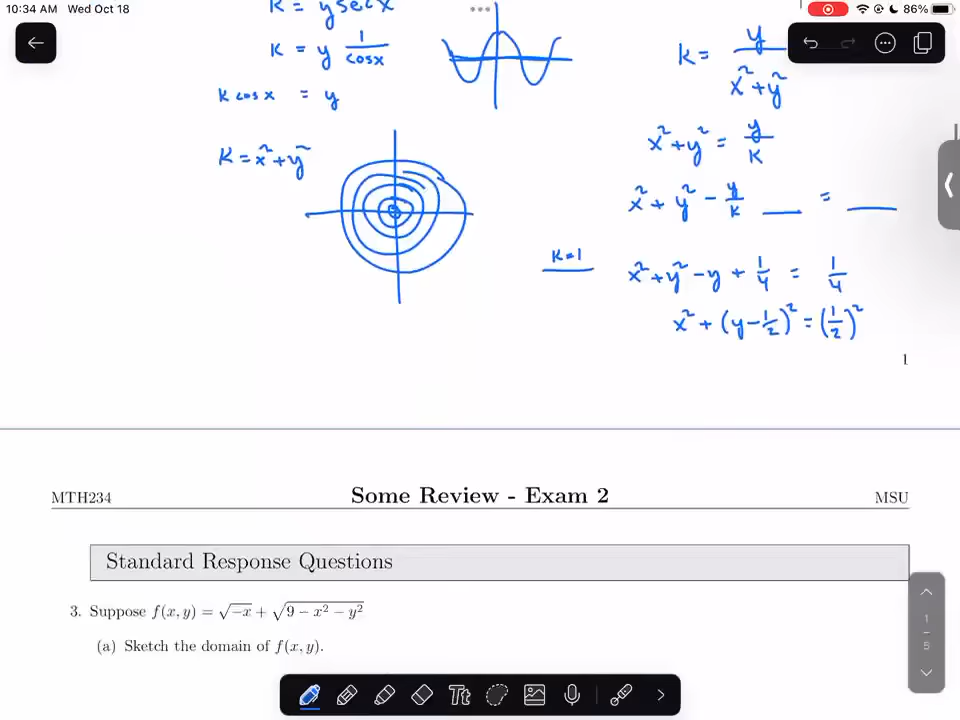 10:34 AM Wed Oct 18
86%
K = y sec x
K = y 1/cosx
K cos x = y
K = x² + y²
K = y/(x² + y²)
x² + y² = y/K
x² + y² - y/K ___ = ___
K=1
x² + y² - y + 1/4 = 1/4
x² + (y - 1/2)² = (1/2)²
1
MTH234 Some Review - Exam 2 MSU
Standard Response Questions
3. Suppose f(x, y) = √-x + √9 - x² - y²
(a) Sketch the domain of f(x, y).
1
5
Tt